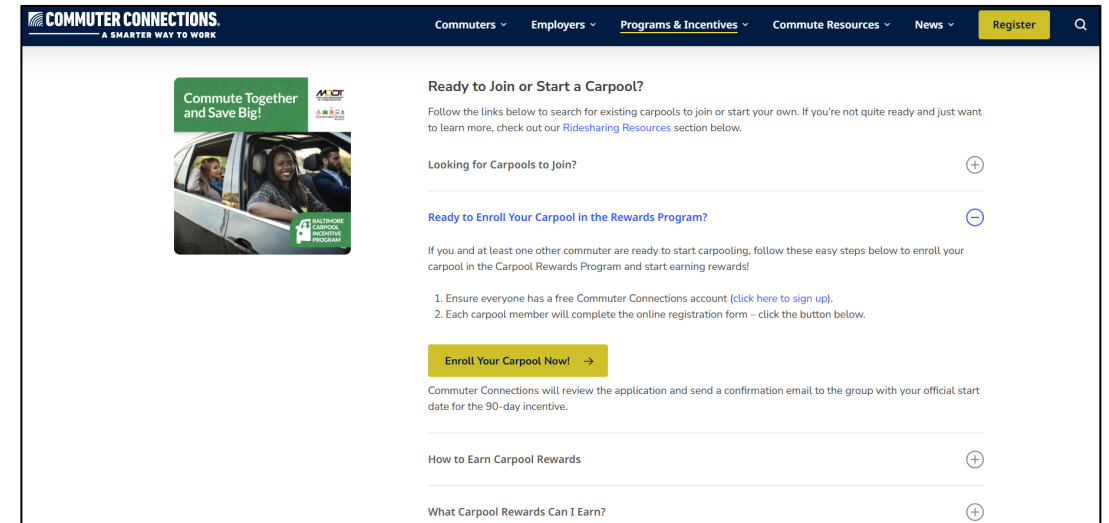 COMMUTER CONNECTIONS.
A SMARTER WAY TO WORK
Commuters
Employers
Programs & Incentives
Commute Resources
News
Register
Commute Together
and Save Big!
BALTIMORE
CARPOOL
INCENTIVE
PROGRAM
Ready to Join or Start a Carpool?
Follow the links below to search for existing carpools to join or start your own. If you're not quite ready and just want
to learn more, check out our Ridesharing Resources section below.
Looking for Carpools to Join?
Ready to Enroll Your Carpool in the Rewards Program?
If you and at least one other commuter are ready to start carpooling, follow these easy steps below to enroll your
carpool in the Carpool Rewards Program and start earning rewards!
1. Ensure everyone has a free Commuter Connections account (click here to sign up).
2. Each carpool member will complete the online registration form – click the button below.
Enroll Your Carpool Now! →
Commuter Connections will review the application and send a confirmation email to the group with your official start
date for the 90-day incentive.
How to Earn Carpool Rewards
What Carpool Rewards Can I Earn?